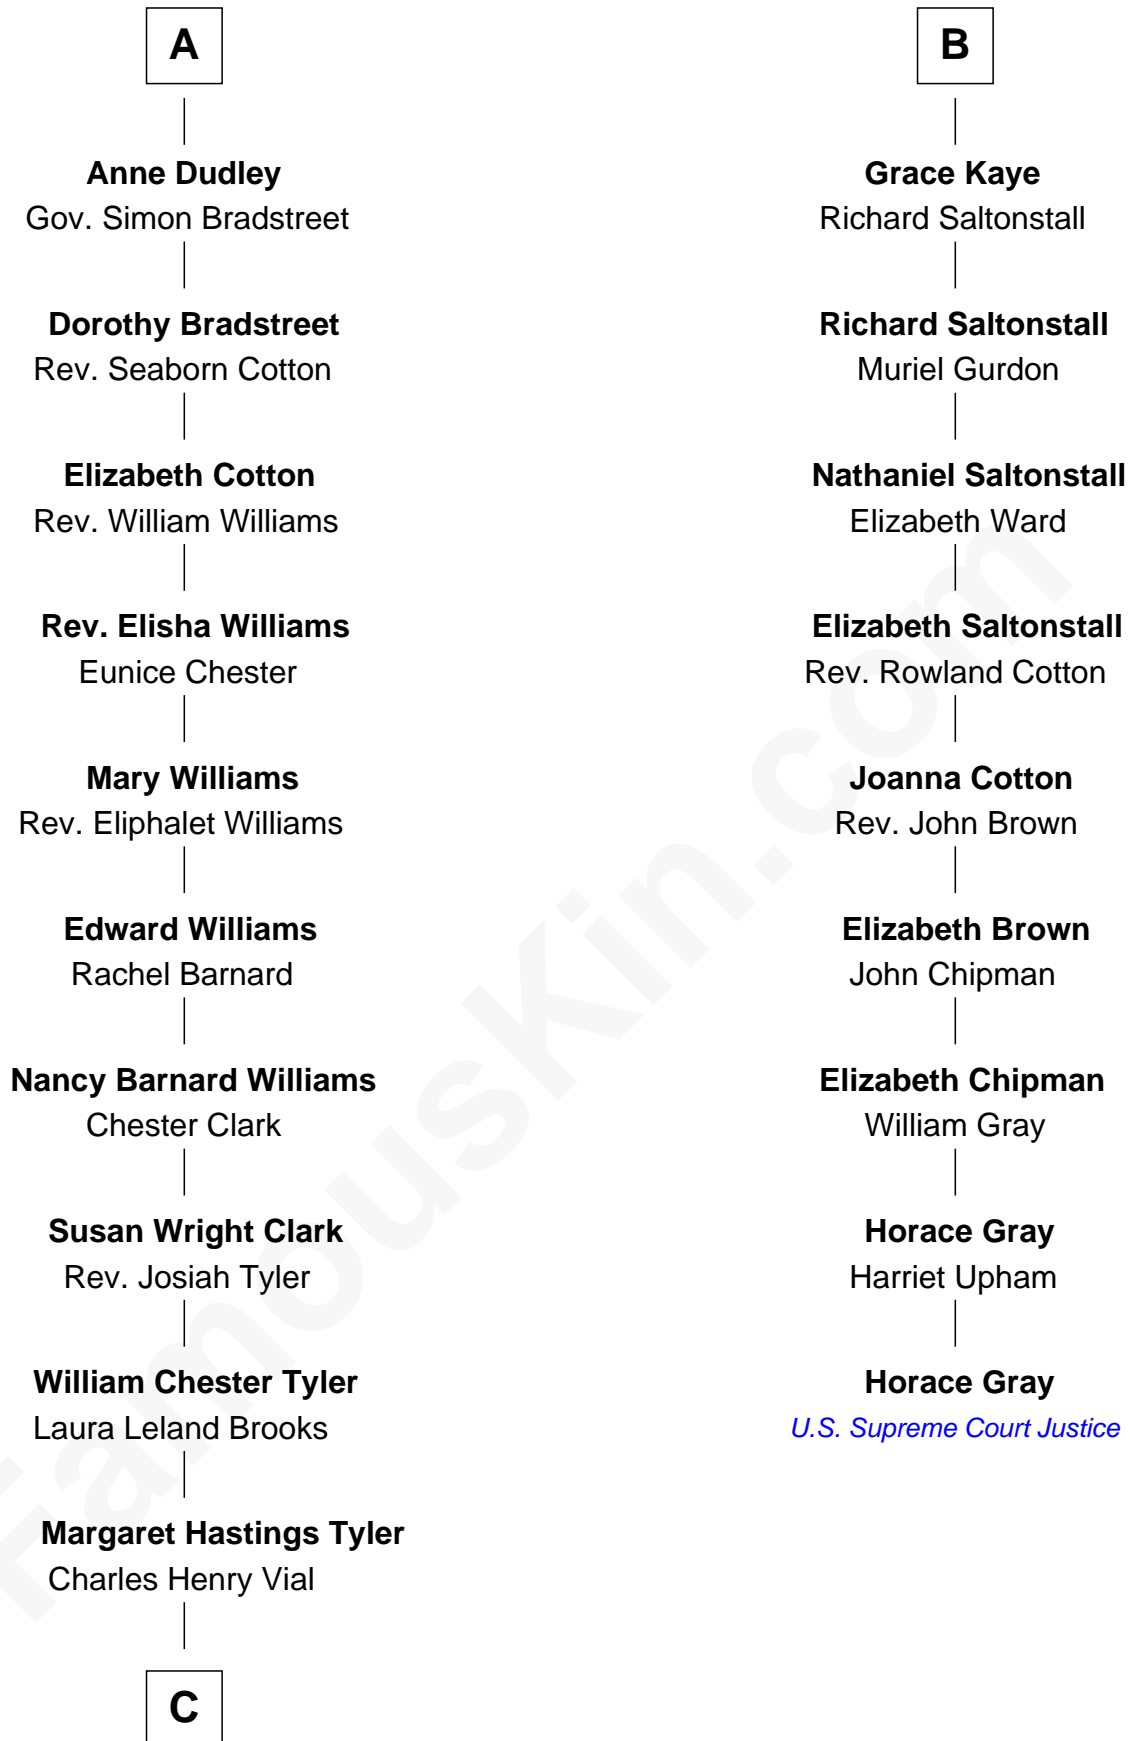 A
Anne Dudley
Gov. Simon Bradstreet
Dorothy Bradstreet
Rev. Seaborn Cotton
Elizabeth Cotton
Rev. William Williams
Rev. Elisha Williams
Eunice Chester
Mary Williams
Rev. Eliphalet Williams
Edward Williams
Rachel Barnard
Nancy Barnard Williams
Chester Clark
Susan Wright Clark
Rev. Josiah Tyler
William Chester Tyler
Laura Leland Brooks
Margaret Hastings Tyler
Charles Henry Vial
C
B
Grace Kaye
Richard Saltonstall
Richard Saltonstall
Muriel Gurdon
Nathaniel Saltonstall
Elizabeth Ward
Elizabeth Saltonstall
Rev. Rowland Cotton
Joanna Cotton
Rev. John Brown
Elizabeth Brown
John Chipman
Elizabeth Chipman
William Gray
Horace Gray
Harriet Upham
Horace Gray
U.S. Supreme Court Justice
FamousKin.com